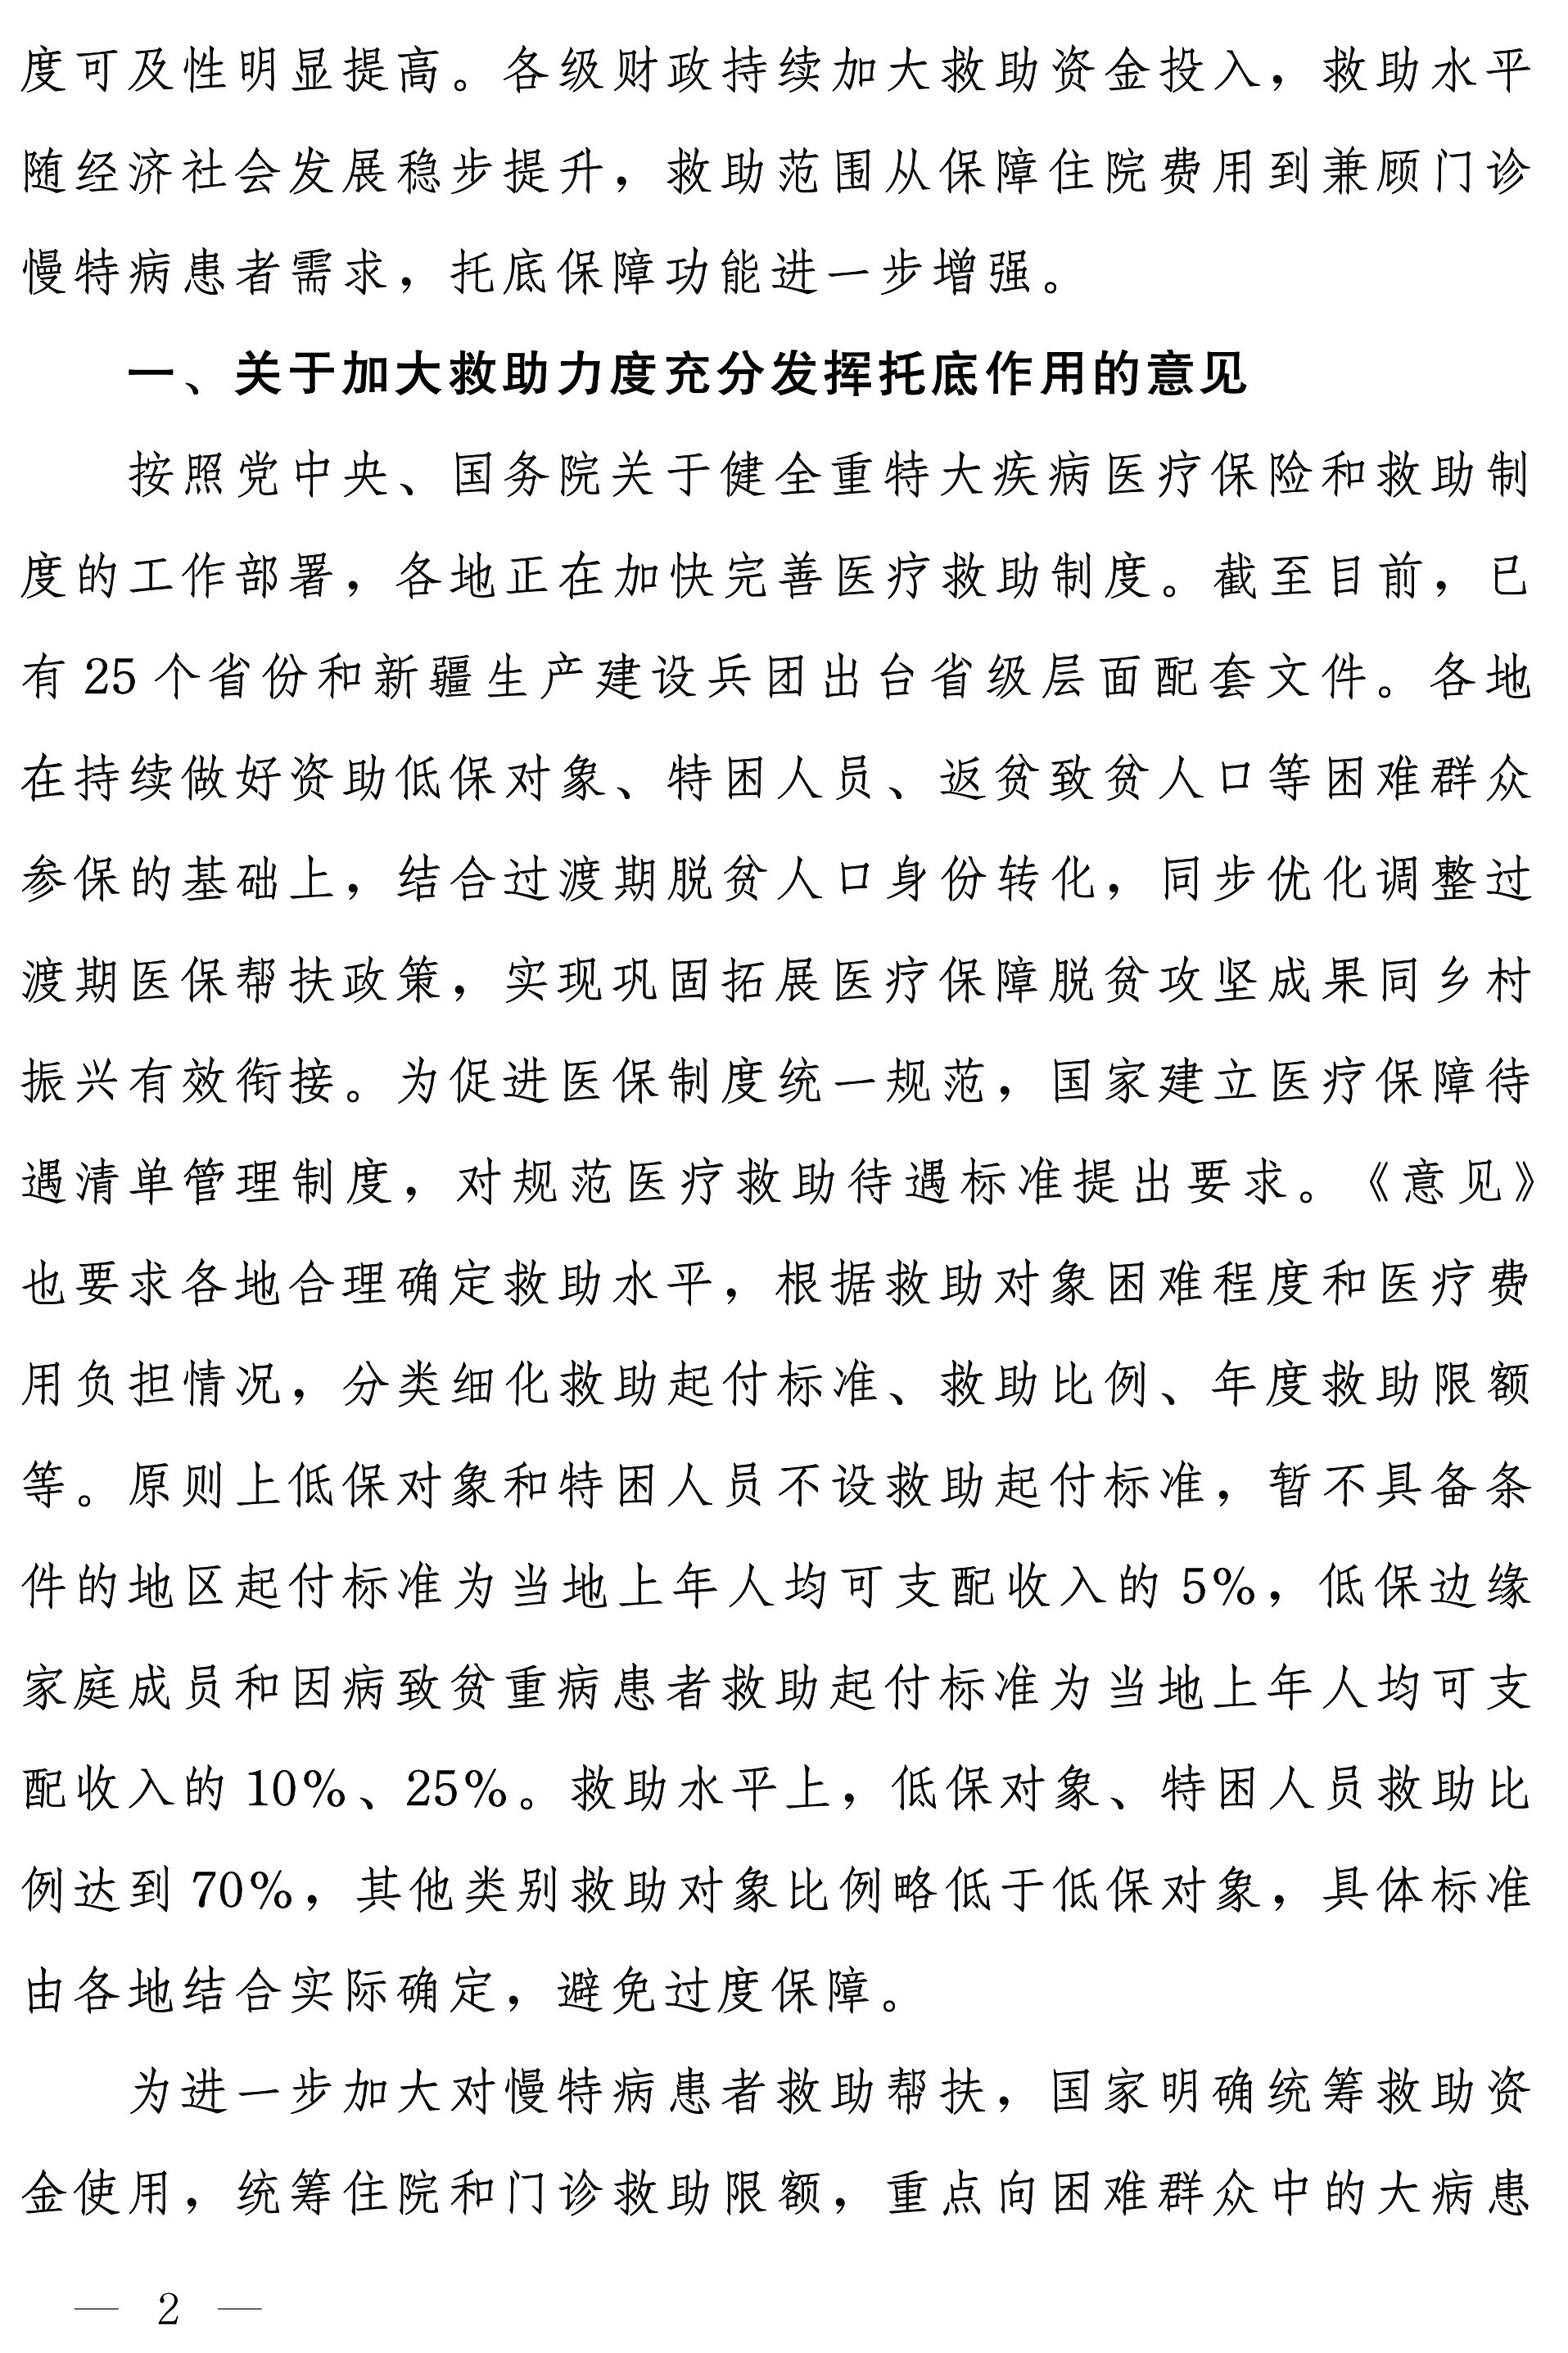 度可及性明显提高。各级财政持续加大救助资金投入，救助水平
随经济社会发展稳步提升，救助范围从保障住院费用到兼顾门诊
慢特病患者需求，托底保障功能进一步增强。
一、关于加大救助力度充分发挥托底作用的意见
按照党中央、国务院关于健全重特大疾病医疗保险和救助制
度的工作部署，各地正在加快完善医疗救助制度。截至目前，已
有 25 个省份和新疆生产建设兵团出台省级层面配套文件。各地
在持续做好资助低保对象、特困人员、返贫致贫人口等困难群众
参保的基础上，结合过渡期脱贫人口身份转化，同步优化调整过
渡期医保帮扶政策，实现巩固拓展医疗保障脱贫攻坚成果同乡村
振兴有效衔接。为促进医保制度统一规范，国家建立医疗保障待
遇清单管理制度，对规范医疗救助待遇标准提出要求。《意见》
也要求各地合理确定救助水平，根据救助对象困难程度和医疗费
用负担情况，分类细化救助起付标准、救助比例、年度救助限额
等。原则上低保对象和特困人员不设救助起付标准，暂不具备条
件的地区起付标准为当地上年人均可支配收入的 5%，低保边缘
家庭成员和因病致贫重病患者救助起付标准为当地上年人均可支
配收入的 10%、25%。救助水平上，低保对象、特困人员救助比
例达到 70%，其他类别救助对象比例略低于低保对象，具体标准
由各地结合实际确定，避免过度保障。
为进一步加大对慢特病患者救助帮扶，国家明确统筹救助资
金使用，统筹住院和门诊救助限额，重点向困难群众中的大病患
— 2 —